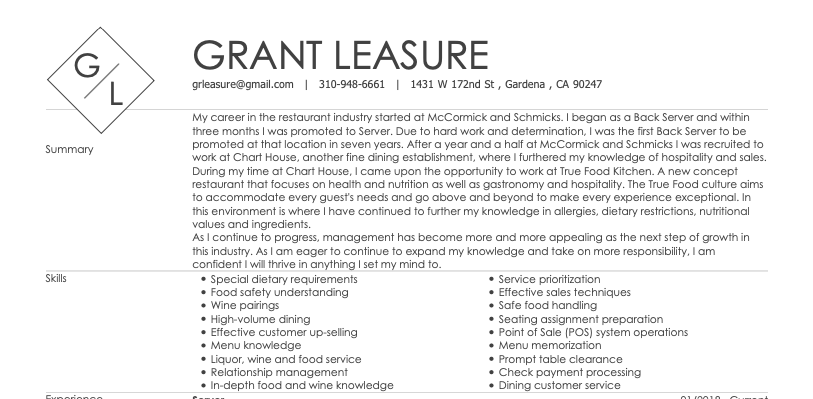 G
L
GRANT LEASURE
grleasure@gmail.com | 310-948-6661 | 1431 W 172nd St , Gardena , CA 90247
Summary
My career in the restaurant industry started at McCormick and Schmicks. I began as a Back Server and within
three months I was promoted to Server. Due to hard work and determination, I was the first Back Server to be
promoted at that location in seven years. After a year and a half at McCormick and Schmicks I was recruited to
work at Chart House, another fine dining establishment, where I furthered my knowledge of hospitality and sales.
During my time at Chart House, I came upon the opportunity to work at True Food Kitchen. A new concept
restaurant that focuses on health and nutrition as well as gastronomy and hospitality. The True Food culture aims
to accommodate every guest's needs and go above and beyond to make every experience exceptional. In
this environment is where I have continued to further my knowledge in allergies, dietary restrictions, nutritional
values and ingredients.
As I continue to progress, management has become more and more appealing as the next step of growth in
this industry. As I am eager to continue to expand my knowledge and take on more responsibility, I am
confident I will thrive in anything I set my mind to.
Skills
• Special dietary requirements
• Food safety understanding
• Wine pairings
• High-volume dining
• Effective customer up-selling
• Menu knowledge
• Liquor, wine and food service
• Relationship management
• In-depth food and wine knowledge
• Service prioritization
• Effective sales techniques
• Safe food handling
• Seating assignment preparation
• Point of Sale (POS) system operations
• Menu memorization
• Prompt table clearance
• Check payment processing
• Dining customer service
Experience
Server
01/2018 - Current